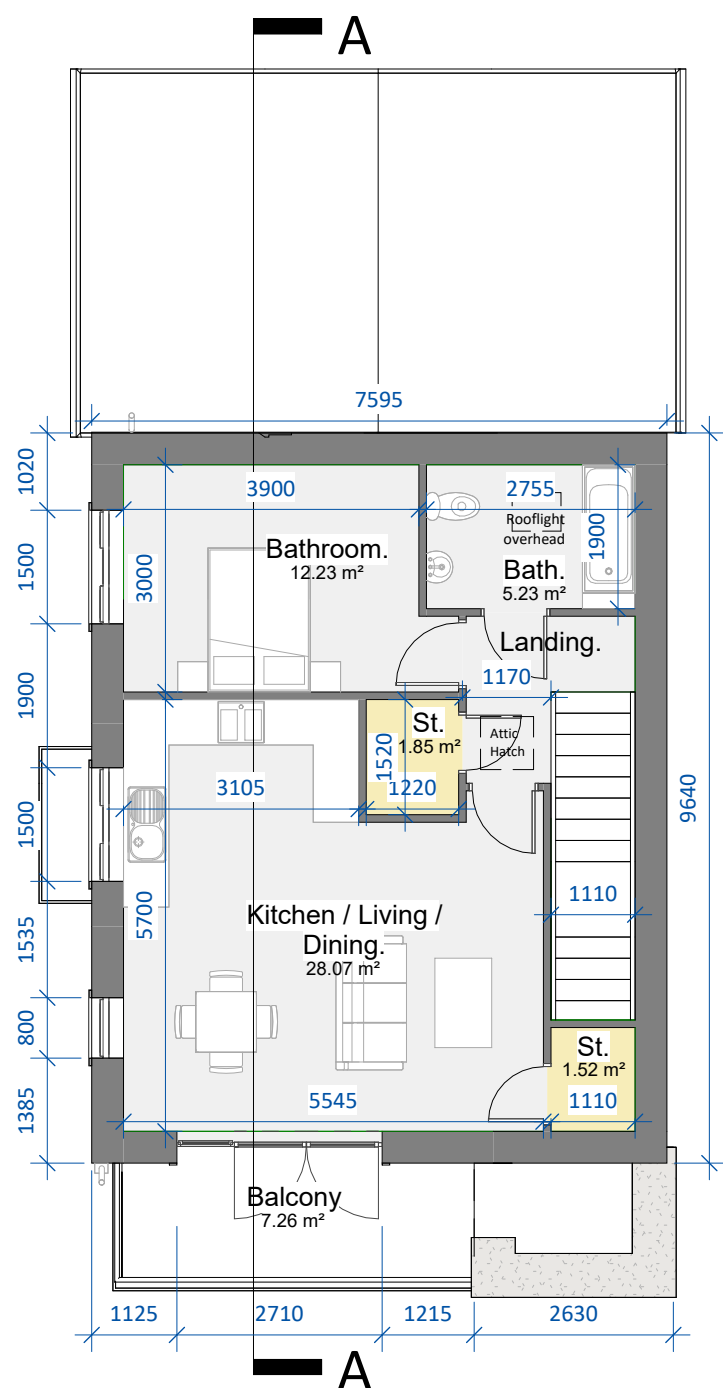 A
7595
1020
3900
2755
Rooflight
overhead
1500
1900
Bathroom.
12.23 m²
3000
Bath.
5.23 m²
Landing.
1170
1900
St.
1.85 m²
Attic
Hatch
1520
3105
1220
9640
1500
5700
1110
Kitchen / Living /
Dining.
28.07 m²
1535
800
St.
1.52 m²
5545
1110
1385
Balcony
7.26 m²
1125
2710
1215
2630
A